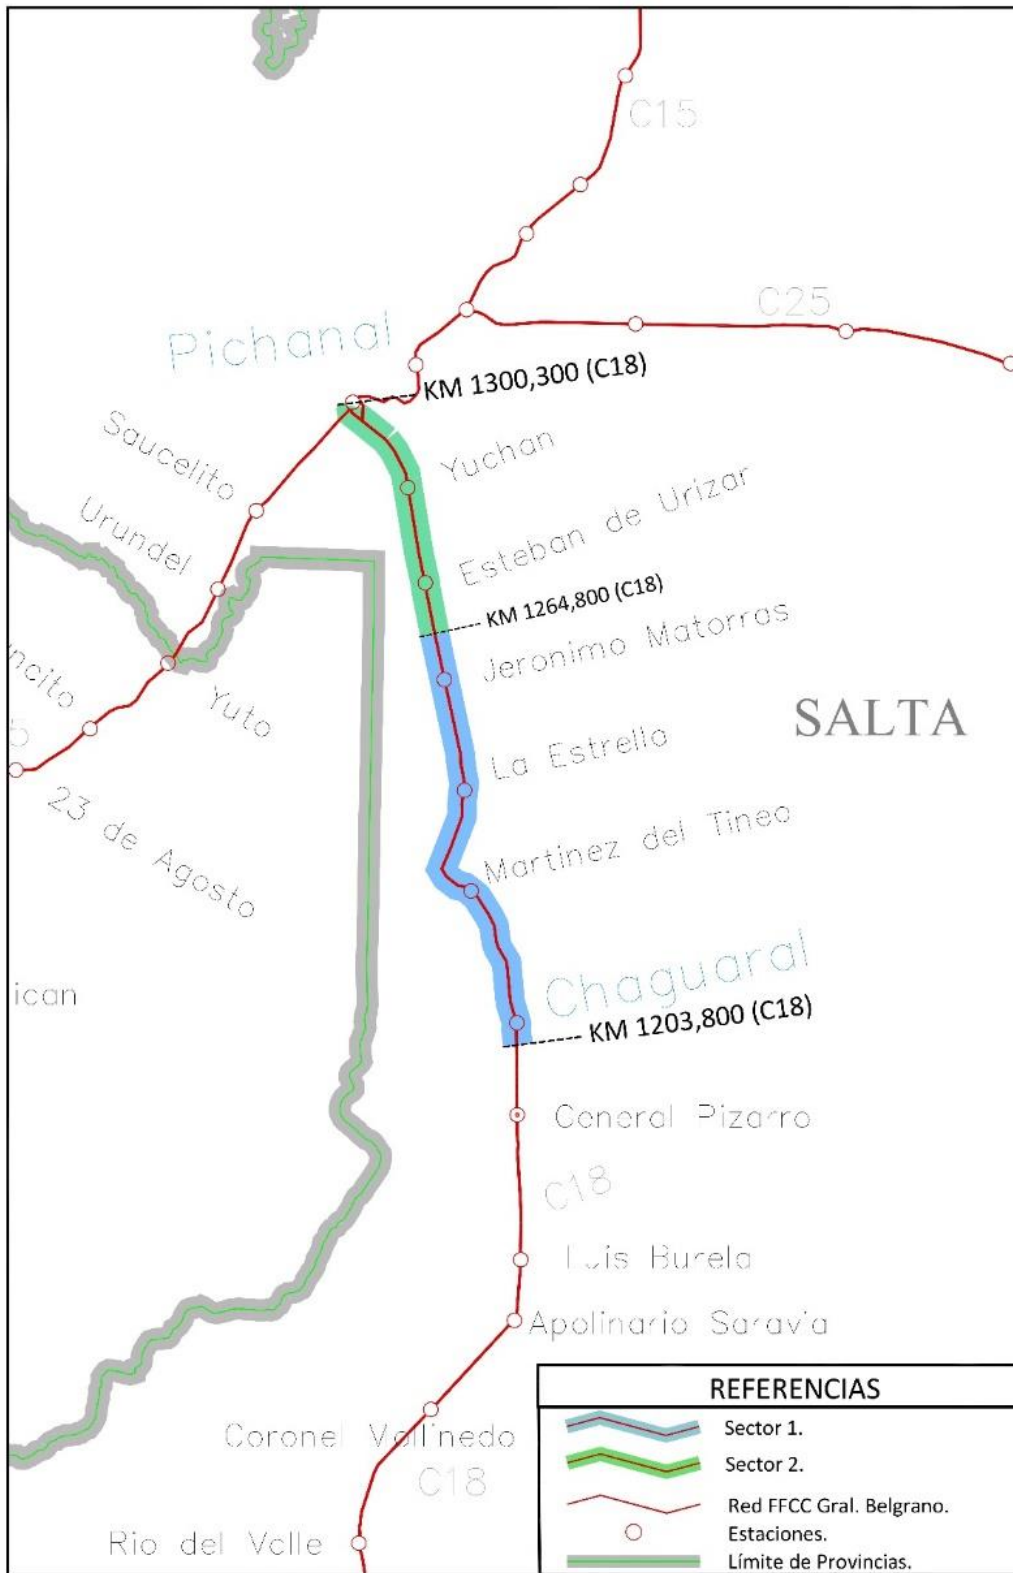 C15
C25
Pichanal
KM 1300,300 (C18)
Saucelito
Yuchan
Urundel
Esteban de Urizar
KM 1264,800 (C18)
Jeronimo Matorras
Yuto
SALTA
La Estrella
23 de Agosto
Martinez del Tineo
Chaguaral
ican
KM 1203,800 (C18)
General Pizarro
C18
Luis Burela
Apolinario Saravia
Coronel Vallinedo
C18
Rio del Valle
REFERENCIAS
Sector 1.
Sector 2.
Red FFCC Gral. Belgrano.
Estaciones.
Límite de Provincias.